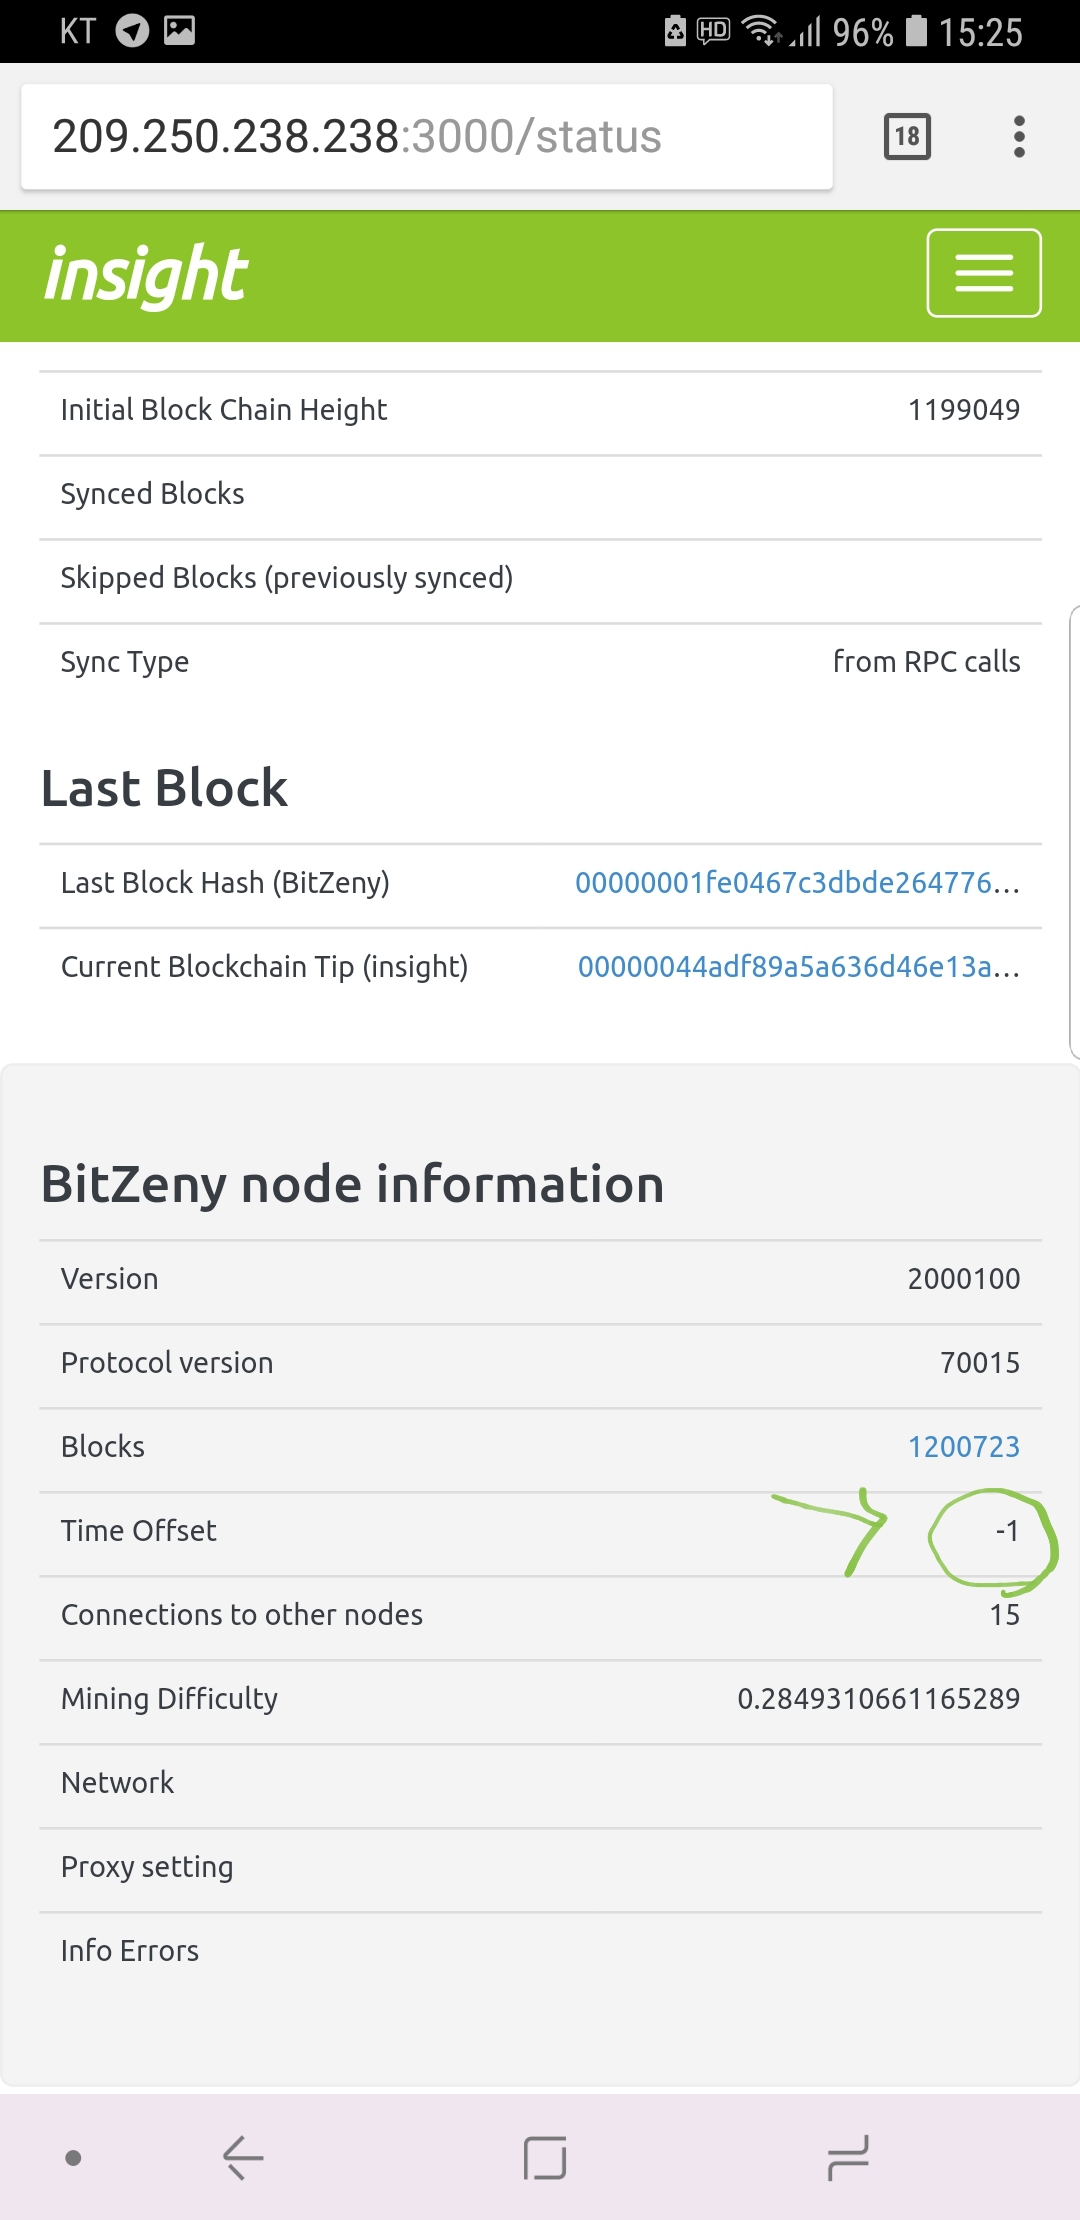 KT HD 96% 15:25
209.250.238.238:3000/status 18
insight
Initial Block Chain Height 1199049
Synced Blocks
Skipped Blocks (previously synced)
Sync Type from RPC calls
Last Block
Last Block Hash (BitZeny) 00000001fe0467c3dbde264776...
Current Blockchain Tip (insight) 00000044adf89a5a636d46e13a...
BitZeny node information
Version 2000100
Protocol version 70015
Blocks 1200723
Time Offset -1
Connections to other nodes 15
Mining Difficulty 0.2849310661165289
Network
Proxy setting
Info Errors